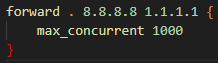 forward . 8.8.8.8 1.1.1.1 {
    max_concurrent 1000
}